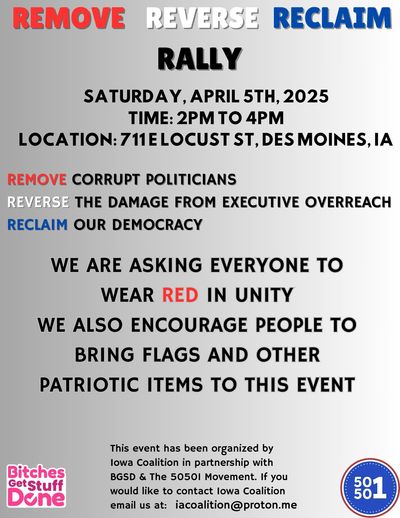 REMOVE REVERSE RECLAIM
RALLY
SATURDAY, APRIL 5TH, 2025
TIME: 2PM TO 4PM
LOCATION: 711 E LOCUST ST, DES MOINES, IA
REMOVE CORRUPT POLITICIANS
REVERSE THE DAMAGE FROM EXECUTIVE OVERREACH
RECLAIM OUR DEMOCRACY
WE ARE ASKING EVERYONE TO
WEAR RED IN UNITY
WE ALSO ENCOURAGE PEOPLE TO
BRING FLAGS AND OTHER
PATRIOTIC ITEMS TO THIS EVENT
Bitches
Get Stuff
Done
This event has been organized by
Iowa Coalition in partnership with
BGSD & The 50501 Movement. If you
would like to contact Iowa Coalition
email us at: iacoalition@proton.me
50
50
1